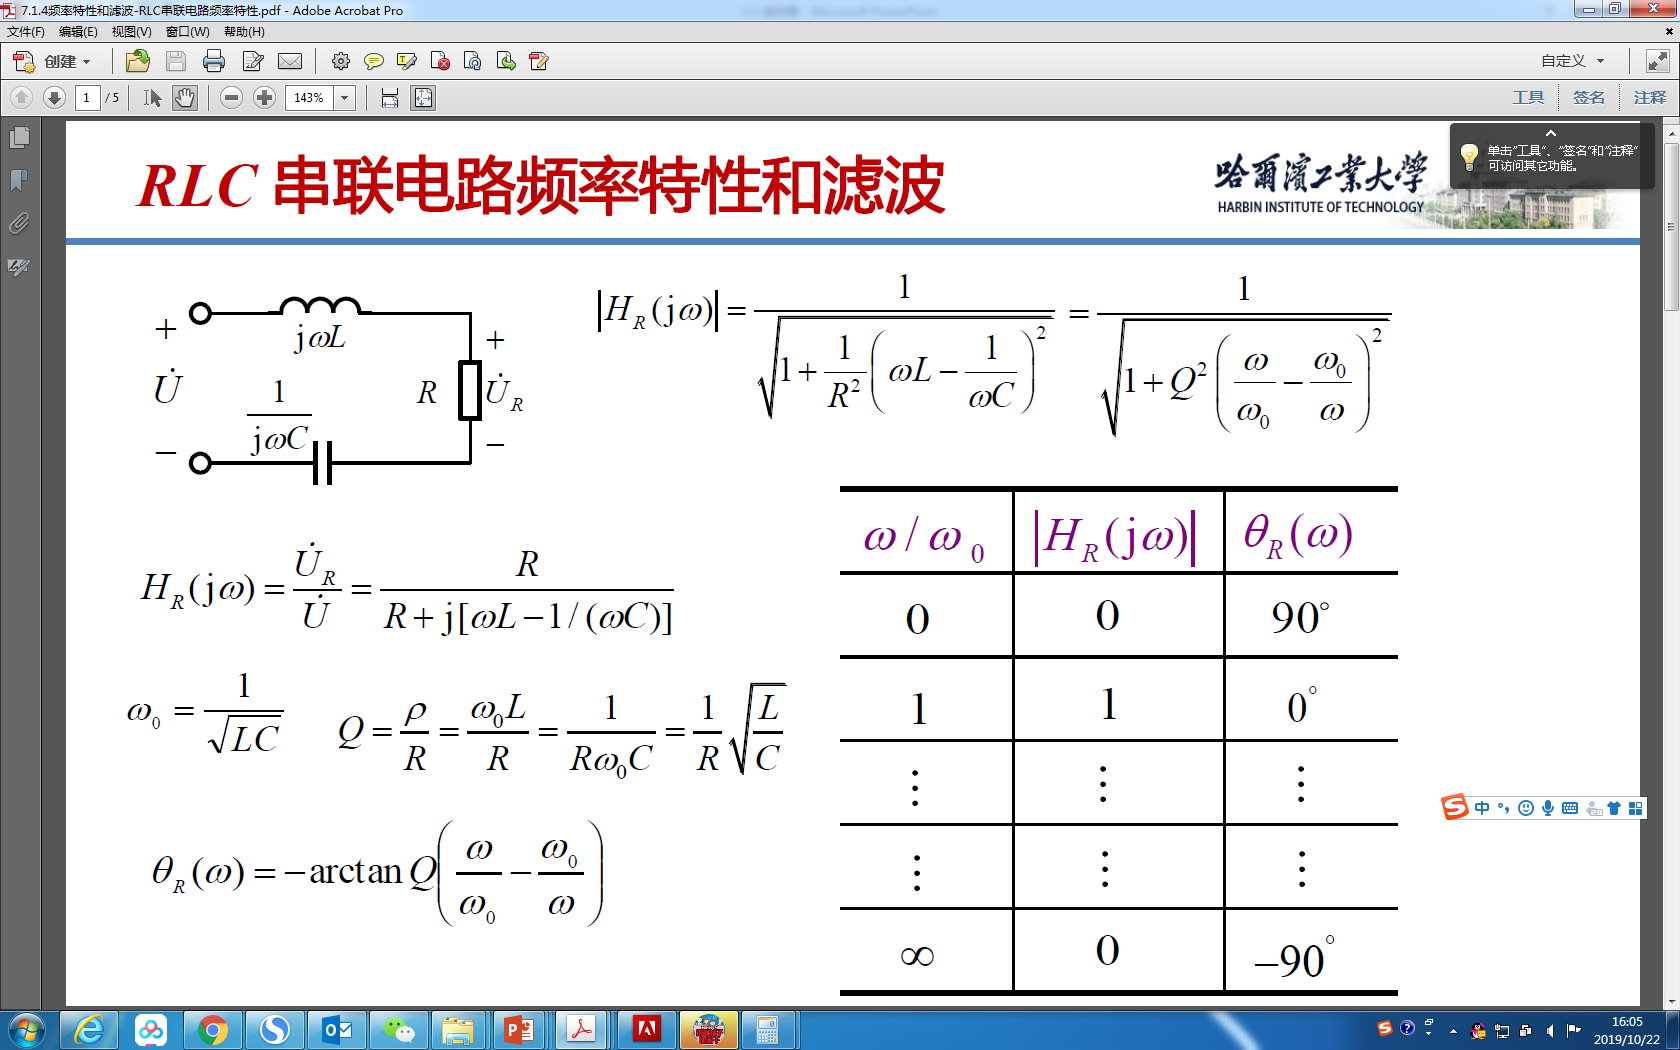 7.1.4频率特性和滤波-RLC串联电路频率特性.pdf - Adobe Acrobat Pro
文件(F) 编辑(E) 视图(V) 窗口(W) 帮助(H)
创建
自定义
1 / 5
143%
工具 签名 注释
单击"工具"、"签名"和"注释"
可访问其它功能。
RLC 串联电路频率特性和滤波
哈爾濱工業大學
HARBIN INSTITUTE OF TECHNOLOGY
+ jωL +
U̇ 1/(jωC) R U̇_R
− −
|H_R(jω)| = 1/√(1 + 1/R² (ωL − 1/(ωC))²) = 1/√(1 + Q² (ω/ω₀ − ω₀/ω)²)
H_R(jω) = U̇_R/U̇ = R/(R + j[ωL − 1/(ωC)])
ω₀ = 1/√(LC)
Q = ρ/R = ω₀L/R = 1/(Rω₀C) = 1/R √(L/C)
θ_R(ω) = −arctan Q(ω/ω₀ − ω₀/ω)
ω/ω₀ |H_R(jω)| θ_R(ω)
0 0 90°
1 1 0°
⋮ ⋮ ⋮
⋮ ⋮ ⋮
∞ 0 −90°
中
16:05
2019/10/22